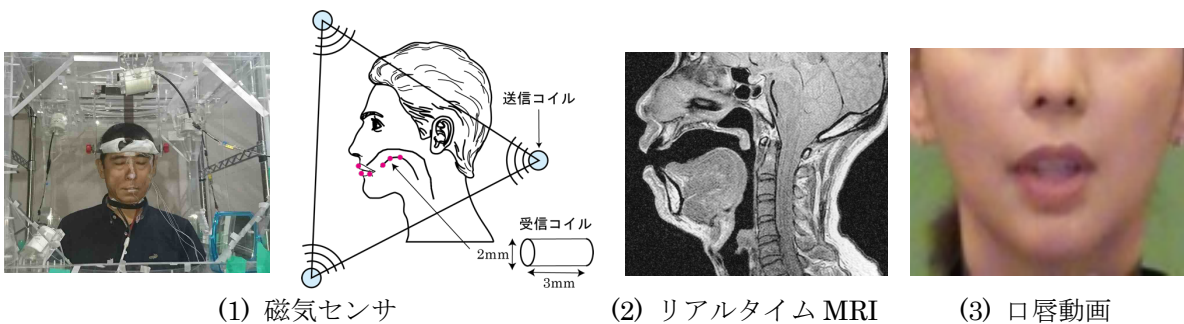 送信コイル
受信コイル
2mm
3mm
(1) 磁気センサ
(2) リアルタイム MRI
(3) 口唇動画